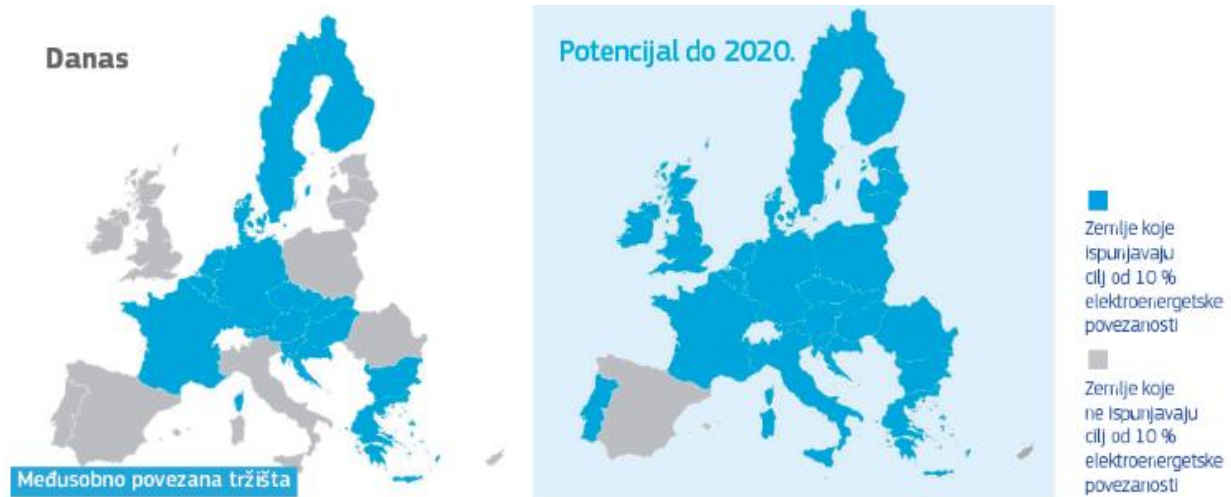 Danas
Potencijal do 2020.
Zemlje koje
ispunjavaju
cilj od 10 %
elektroenergetske
povezanosti
Zemlje koje
ne ispunjavaju
cilj od 10 %
elektroenergetske
povezanosti
Međusobno povezana tržišta